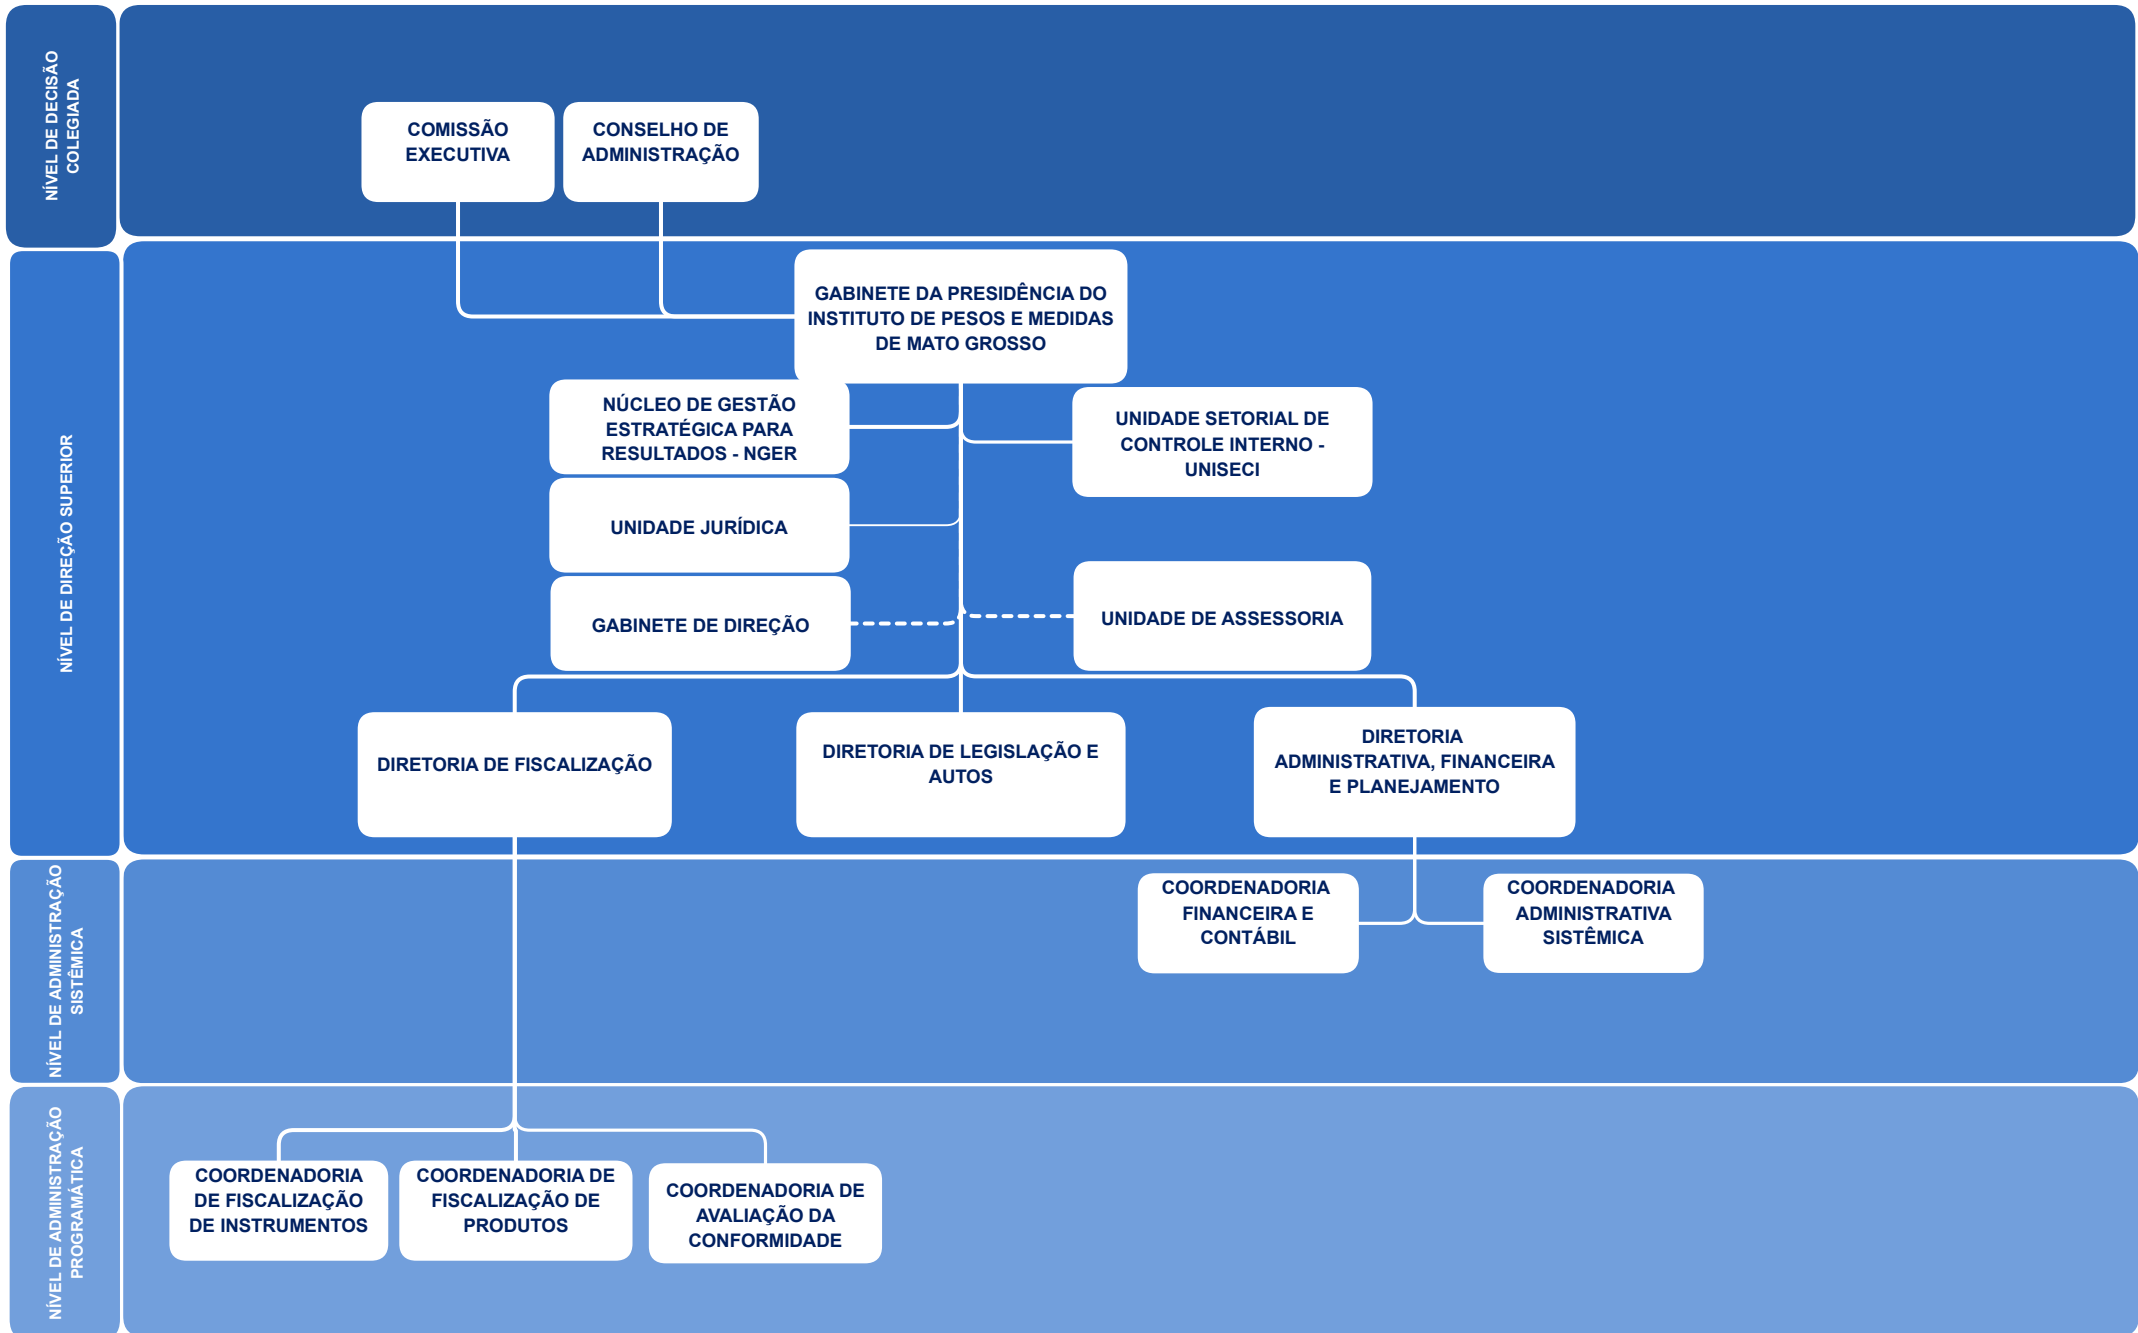 NÍVEL DE DECISÃO
COLEGIADA
COMISSÃO
EXECUTIVA
CONSELHO DE
ADMINISTRAÇÃO
NÍVEL DE DIREÇÃO SUPERIOR
GABINETE DA PRESIDÊNCIA DO
INSTITUTO DE PESOS E MEDIDAS
DE MATO GROSSO
NÚCLEO DE GESTÃO
ESTRATÉGICA PARA
RESULTADOS - NGER
UNIDADE SETORIAL DE
CONTROLE INTERNO -
UNISECI
UNIDADE JURÍDICA
GABINETE DE DIREÇÃO
UNIDADE DE ASSESSORIA
DIRETORIA DE FISCALIZAÇÃO
DIRETORIA DE LEGISLAÇÃO E
AUTOS
DIRETORIA
ADMINISTRATIVA, FINANCEIRA
E PLANEJAMENTO
NÍVEL DE ADMINISTRAÇÃO
SISTÊMICA
COORDENADORIA
FINANCEIRA E
CONTÁBIL
COORDENADORIA
ADMINISTRATIVA
SISTÊMICA
NÍVEL DE ADMINISTRAÇÃO
PROGRAMÁTICA
COORDENADORIA
DE FISCALIZAÇÃO
DE INSTRUMENTOS
COORDENADORIA DE
FISCALIZAÇÃO DE
PRODUTOS
COORDENADORIA DE
AVALIAÇÃO DA
CONFORMIDADE